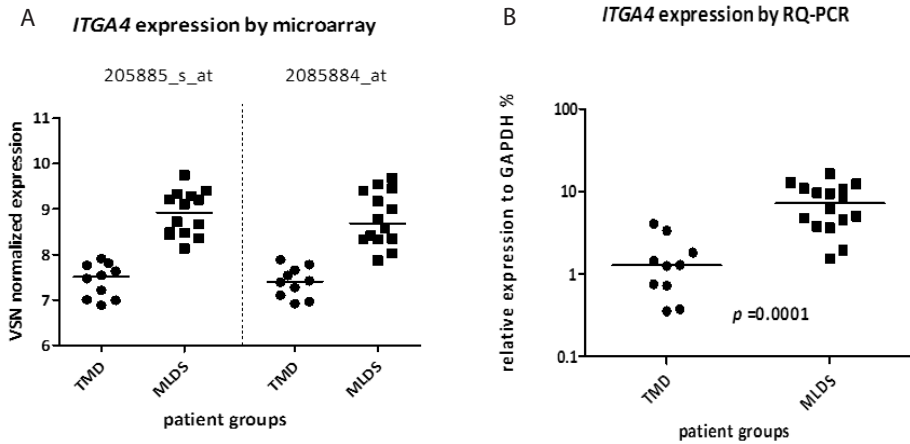 A
ITGA4 expression by microarray
205885_s_at
2085884_at
VSN normalized expression
11
10
9
8
7
6
TMD
MLDS
TMD
MLDS
patient groups
B
ITGA4 expression by RQ-PCR
relative expression to GAPDH %
100
10
1
0.1
p =0.0001
TMD
MLDS
patient groups